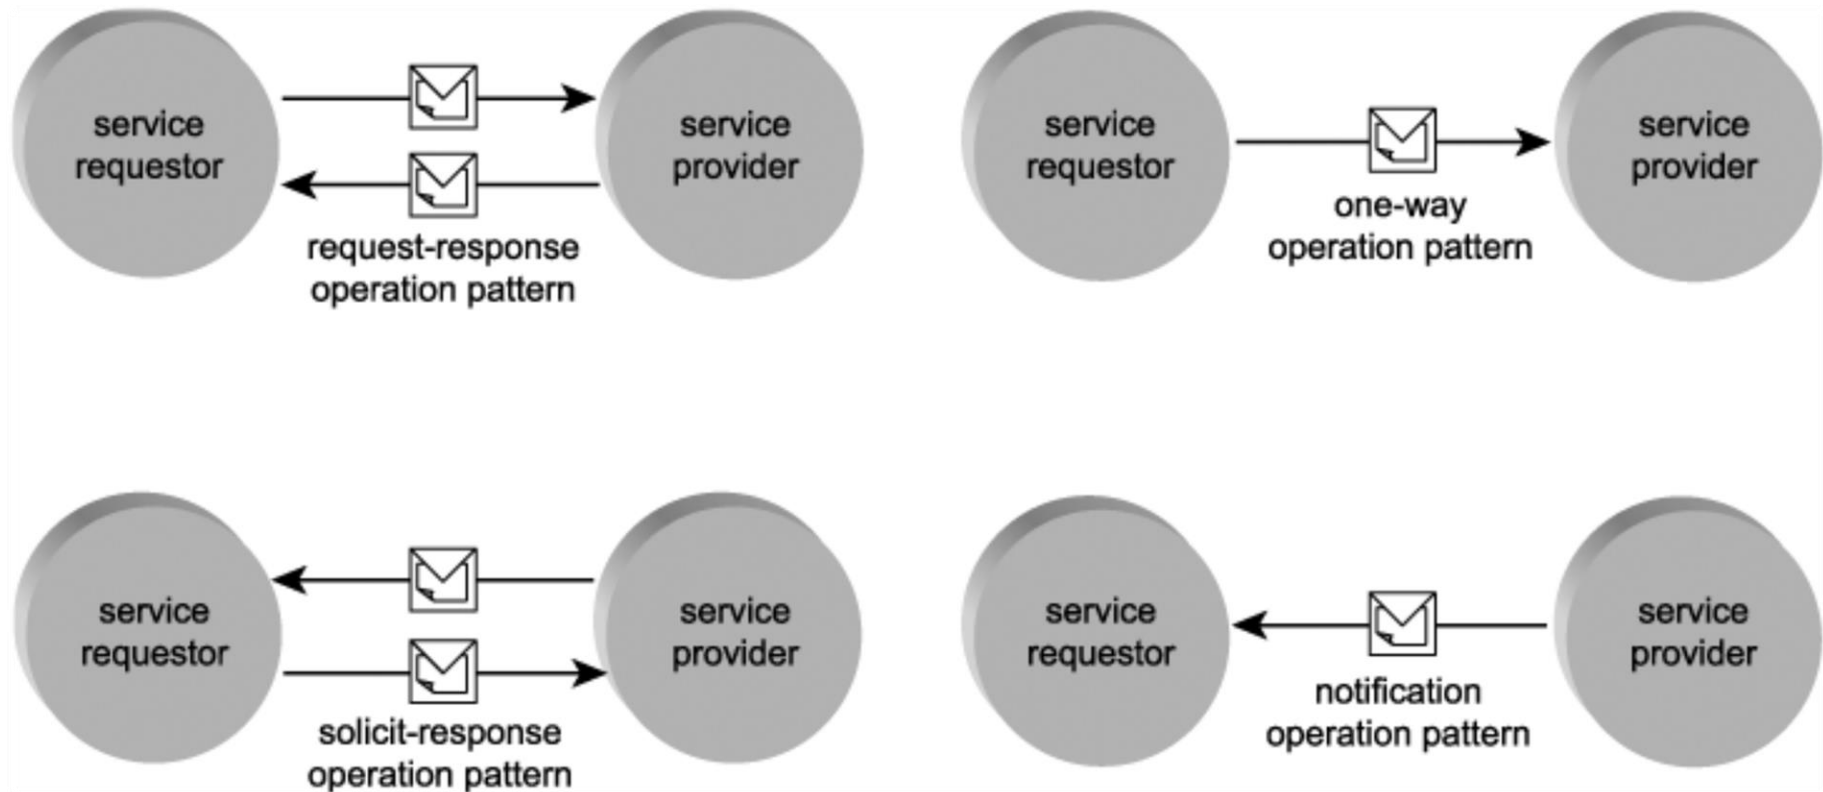 service
requestor
service
provider
request-response
operation pattern
service
requestor
service
provider
one-way
operation pattern
service
requestor
service
provider
solicit-response
operation pattern
service
requestor
service
provider
notification
operation pattern